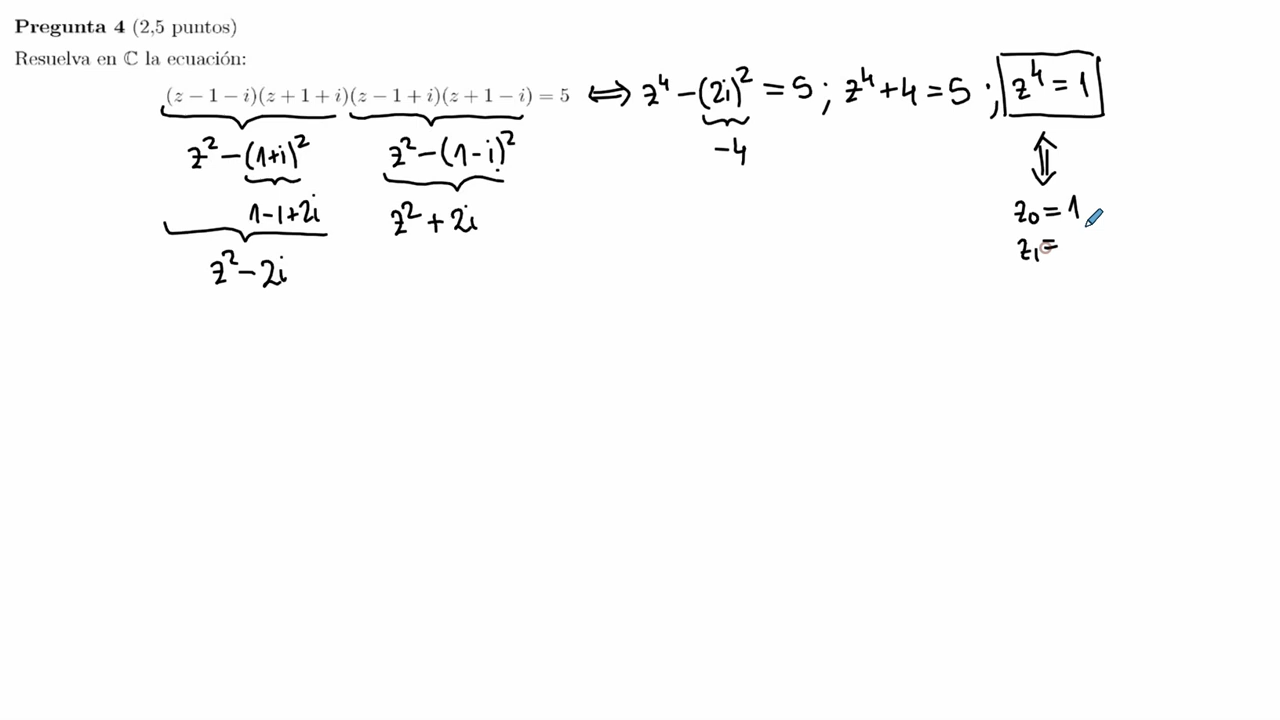 Pregunta 4 (2,5 puntos)
Resuelva en ℂ la ecuación:
(z − 1 − i)(z + 1 + i)(z − 1 + i)(z + 1 − i) = 5 ⟺ z⁴ − (2i)² = 5 ; z⁴ + 4 = 5 ; z⁴ = 1
z² − (1+i)² z² − (1−i)² −4
⇕
1−1+2i z² + 2i z₀ = 1
z² − 2i z₁ =